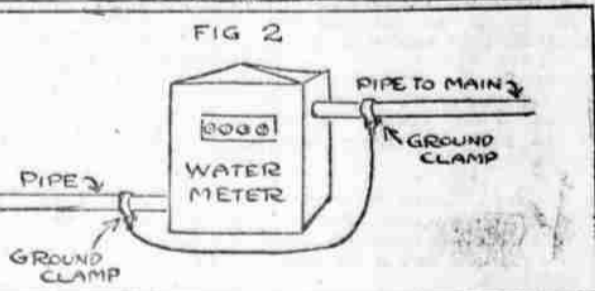 FIG 2
PIPE TO MAIN
GROUND
CLAMP
0000
WATER
METER
PIPE
GROUND
CLAMP